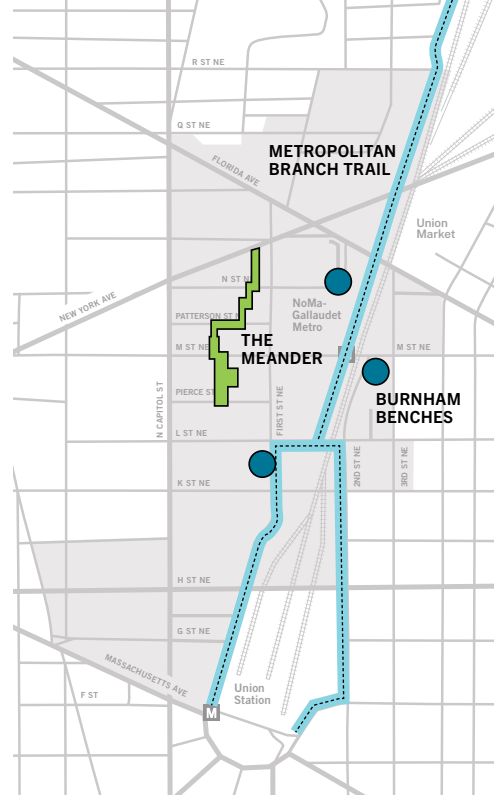 R ST NE
Q ST NE
METROPOLITAN
BRANCH TRAIL
FLORIDA AVE
Union
Market
N ST NE
NoMa-
Gallaudet
Metro
NEW YORK AVE
PATTERSON ST N
THE
MEANDER
M ST NE
M ST NE
PIERCE ST
BURNHAM
BENCHES
N CAPITOL ST
FIRST ST NE
L ST NE
2ND ST NE
3RD ST NE
K ST NE
H ST NE
G ST NE
MASSACHUSETTS AVE
F ST
Union
Station
M